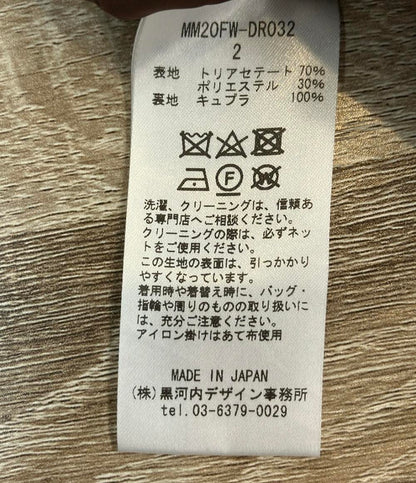 MM20FW-DR032
2
表地 トリアセテート 70%
ポリエステル 30%
裏地 キュプラ 100%
F
W
洗濯、クリーニングは、信頼あ
る専門店へご相談ください。
クリーニングの際は、必ずネッ
トをご使用ください。
この生地の表面は、引っかかり
やすくなっています。
着用時や着替え時に、バッグ・
指輪や周りのものの取り扱いに
は、充分ご注意ください。
アイロン掛けはあて布使用
MADE IN JAPAN
(株)黒河内デザイン事務所
tel.03-6379-0029